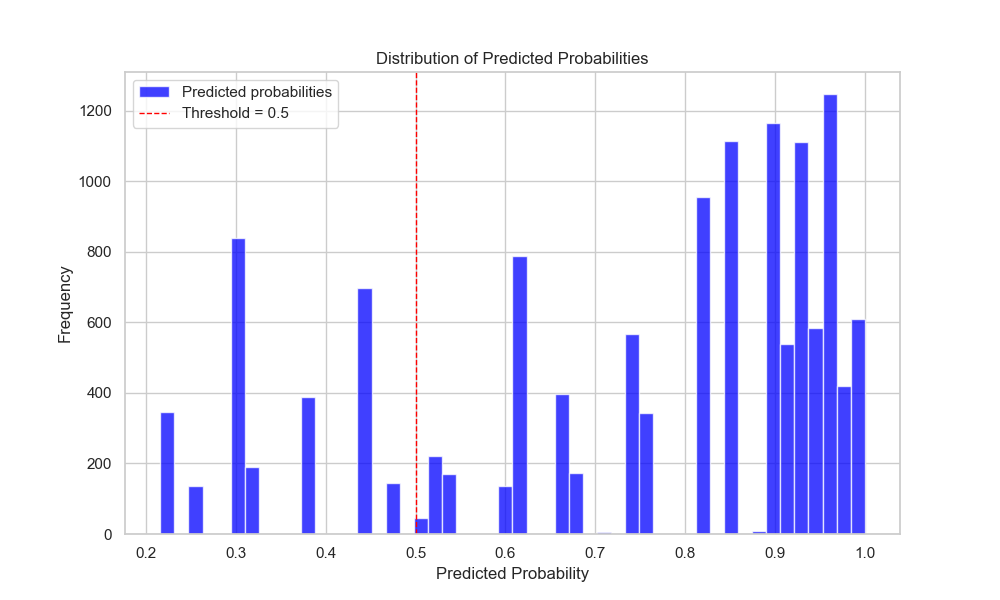 Distribution of Predicted Probabilities
Predicted probabilities
Threshold = 0.5
Frequency
1200
1000
800
600
400
200
0
0.2 0.3 0.4 0.5 0.6 0.7 0.8 0.9 1.0
Predicted Probability